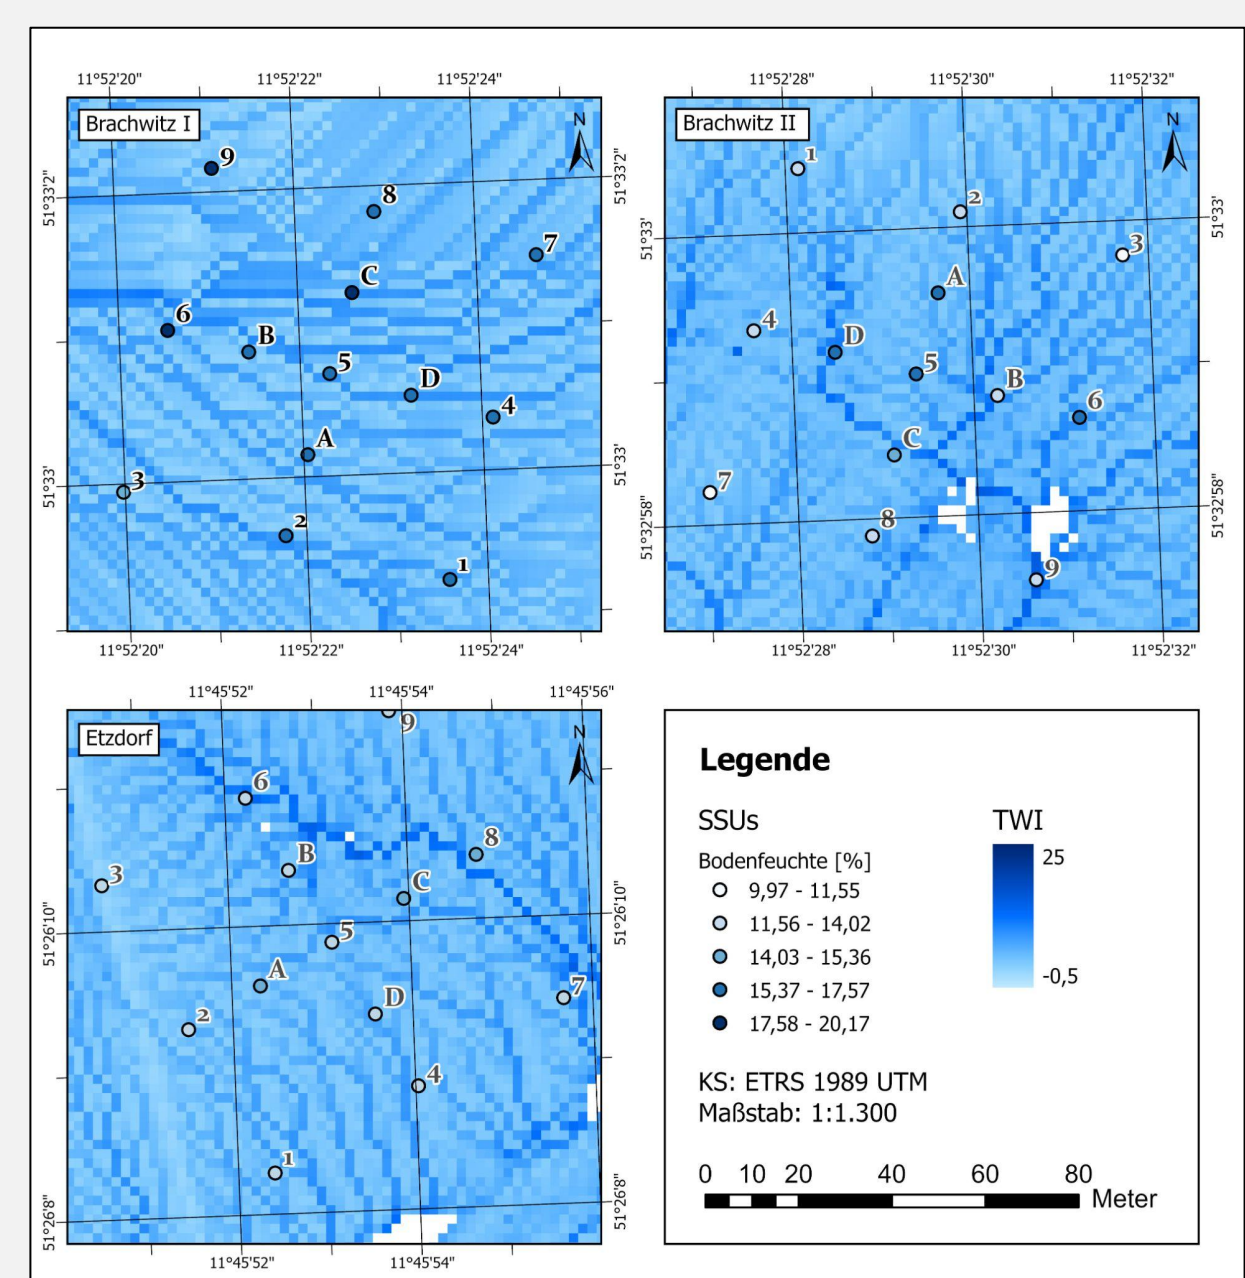 11°52'20" 11°52'22" 11°52'24"
Brachwitz I
N
51°33'2"
51°33'2"
9
8
7
C
6
B
5
D
4
A
51°33'
51°33'
3
2
1
11°52'20" 11°52'22" 11°52'24"
11°52'28" 11°52'30" 11°52'32"
Brachwitz II
N
1
2
51°33'
51°33'
3
A
4
D
5
B
6
C
7
51°32'58"
51°32'58"
8
9
11°52'28" 11°52'30" 11°52'32"
11°45'52" 11°45'54" 11°45'56"
9
Etzdorf
N
6
8
B
3
C
51°26'10"
51°26'10"
5
A
7
D
2
4
1
51°26'8"
51°26'8"
11°45'52" 11°45'54"
Legende
SSUs
Bodenfeuchte [%]
9,97 - 11,55
11,56 - 14,02
14,03 - 15,36
15,37 - 17,57
17,58 - 20,17
TWI
25
-0,5
KS: ETRS 1989 UTM
Maßstab: 1:1.300
0 10 20 40 60 80
Meter